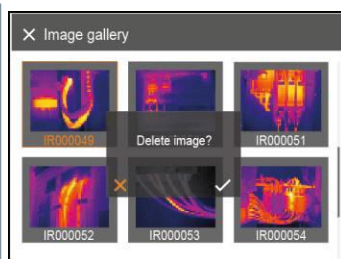 Image gallery
IR000049
IR000051
Delete image?
IR000052
IR000053
IR000054